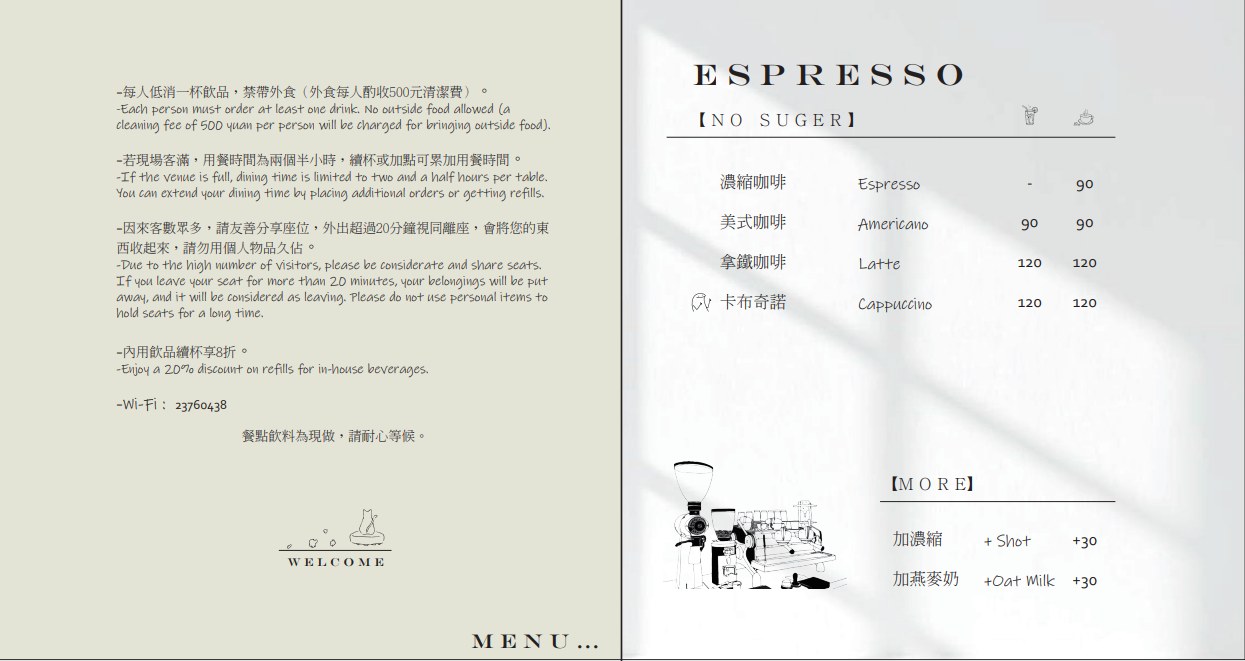 -每人低消一杯飲品，禁帶外食（外食每人酌收500元清潔費）。
-Each person must order at least one drink. No outside food allowed (a
cleaning fee of 500 yuan per person will be charged for bringing outside food).
-若現場客滿，用餐時間為兩個半小時，續杯或加點可累加用餐時間。
-If the venue is full, dining time is limited to two and a half hours per table.
You can extend your dining time by placing additional orders or getting refills.
-因來客數眾多，請友善分享座位，外出超過20分鐘視同離座，會將您的東
西收起來，請勿用個人物品久佔。
-Due to the high number of visitors, please be considerate and share seats.
If you leave your seat for more than 20 minutes, your belongings will be put
away, and it will be considered as leaving. Please do not use personal items to
hold seats for a long time.
-內用飲品續杯享8折。
-Enjoy a 20% discount on refills for in-house beverages.
-Wi-Fi： 23760438
餐點飲料為現做，請耐心等候。
WELCOME
MENU...
ESPRESSO
【NO SUGER】
濃縮咖啡 Espresso - 90
美式咖啡 Americano 90 90
拿鐵咖啡 Latte 120 120
卡布奇諾 Cappuccino 120 120
【MORE】
加濃縮 + Shot +30
加燕麥奶 +Oat Milk +30